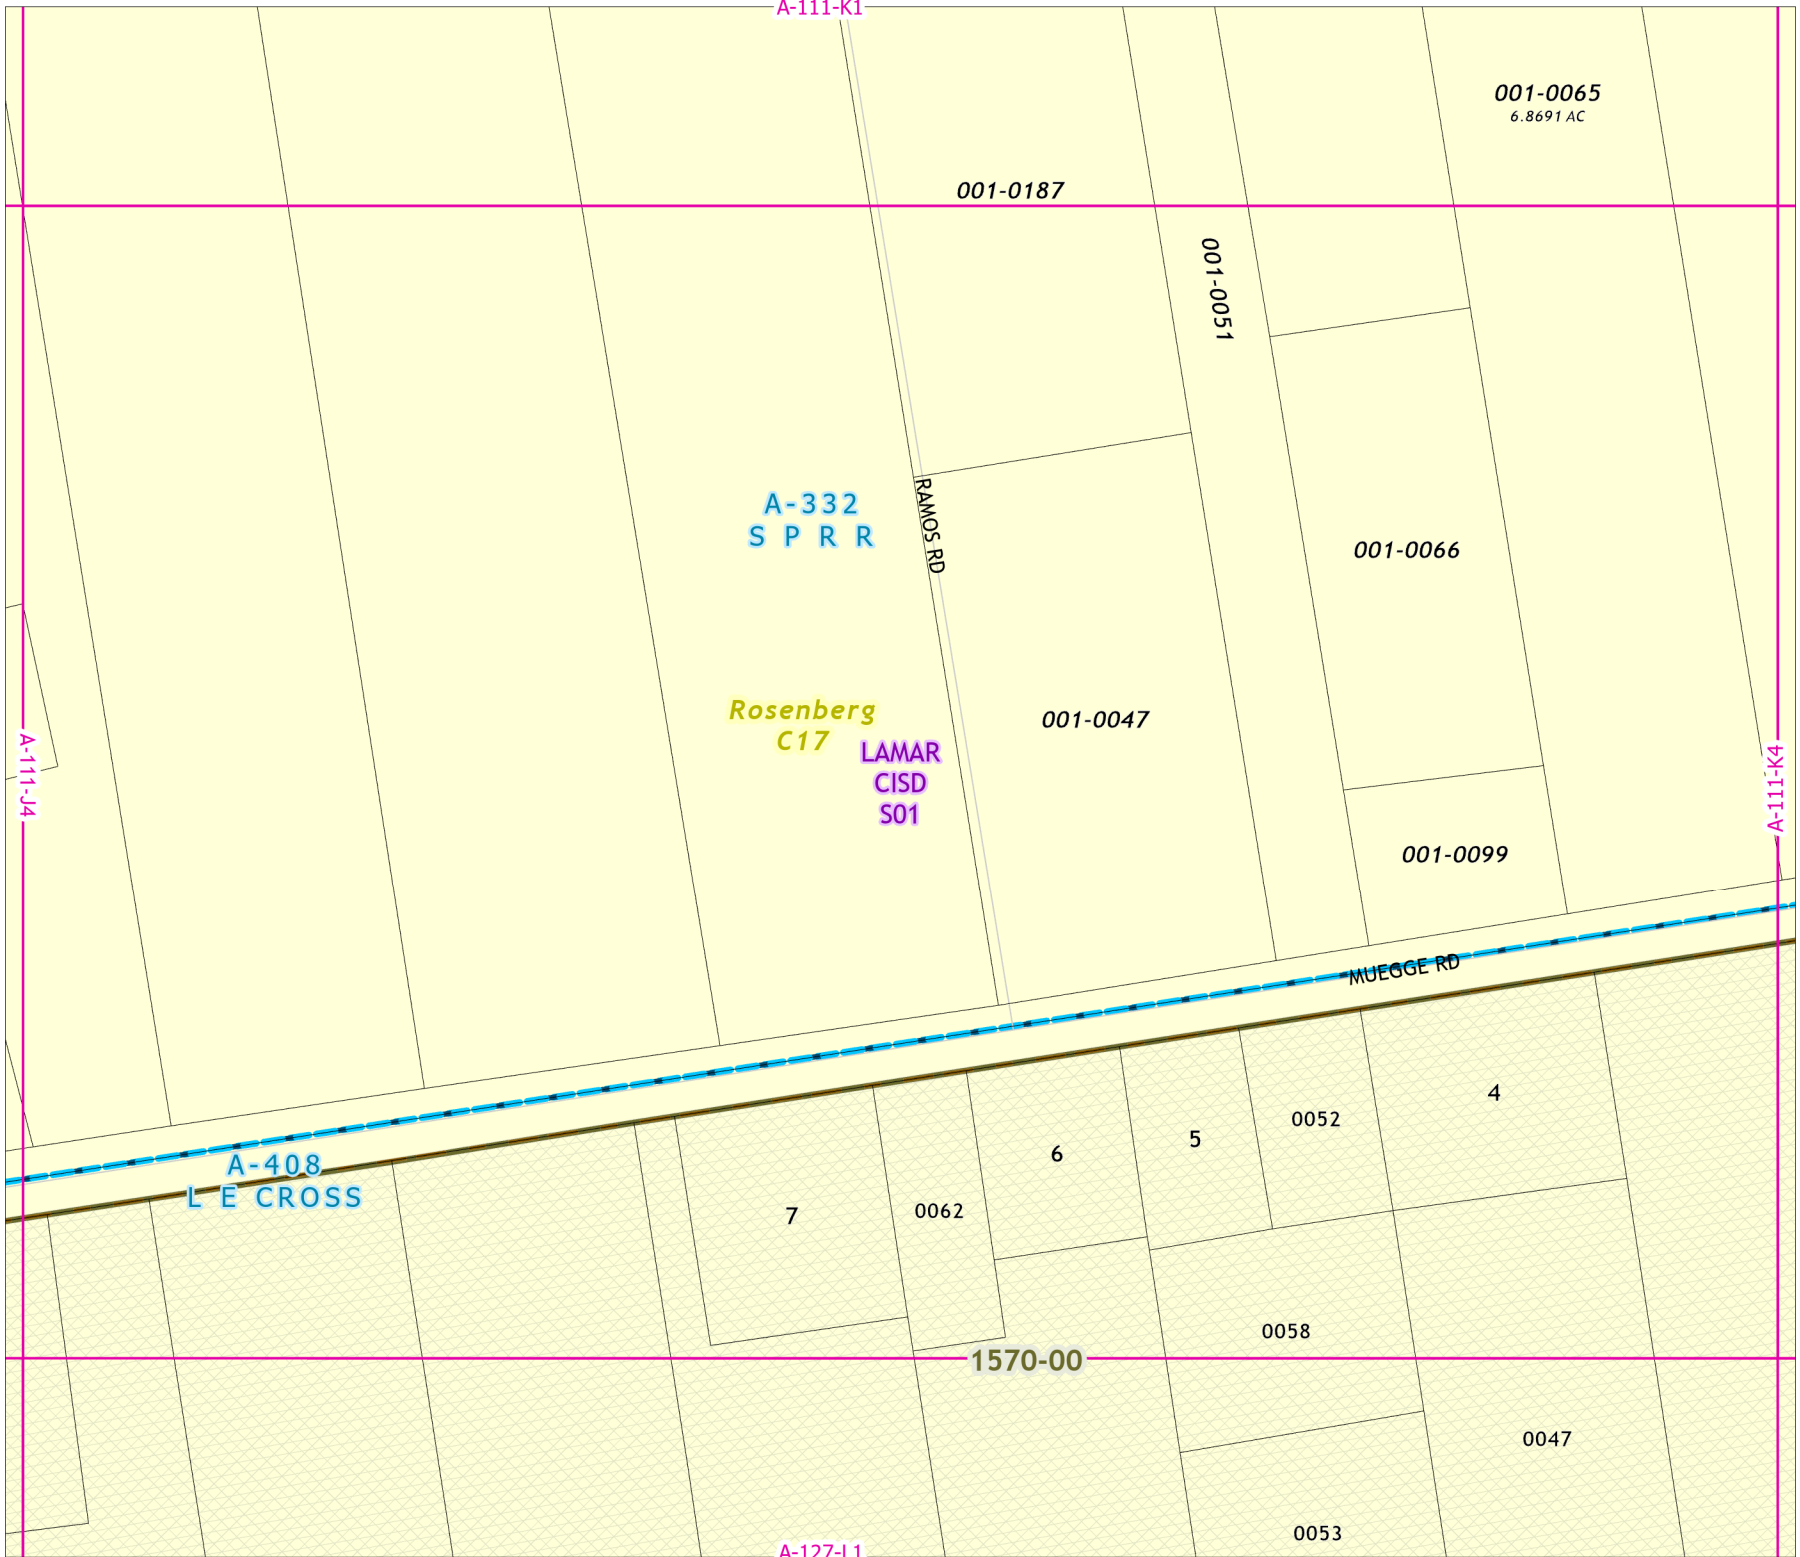 A-111-K1
001-0065
6.8691 AC
001-0187
001-0051
A-332
S P R R
RAMOS RD
001-0066
Rosenberg
C17
LAMAR
CISD
S01
001-0047
A-111-J4
A-111-K4
001-0099
MUEGGE RD
A-408
L E CROSS
4
0052
5
6
0062
7
0058
1570-00
0047
0053
A-127-L1